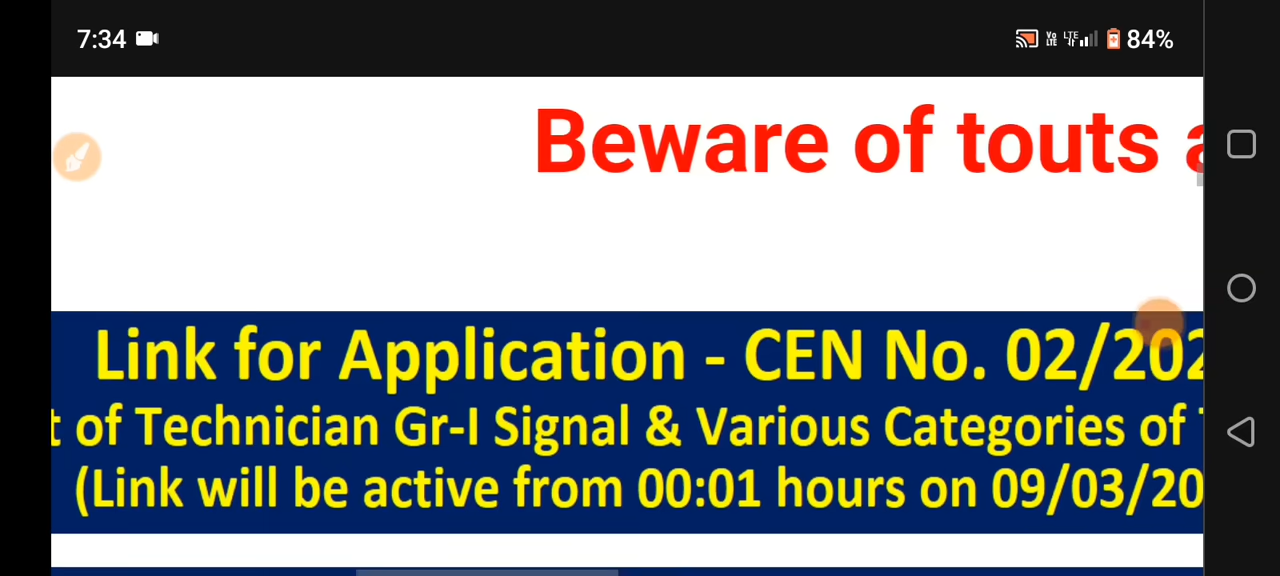 7:34 84%
Beware of touts
Link for Application - CEN No. 02/202
of Technician Gr-I Signal & Various Categories of
(Link will be active from 00:01 hours on 09/03/20